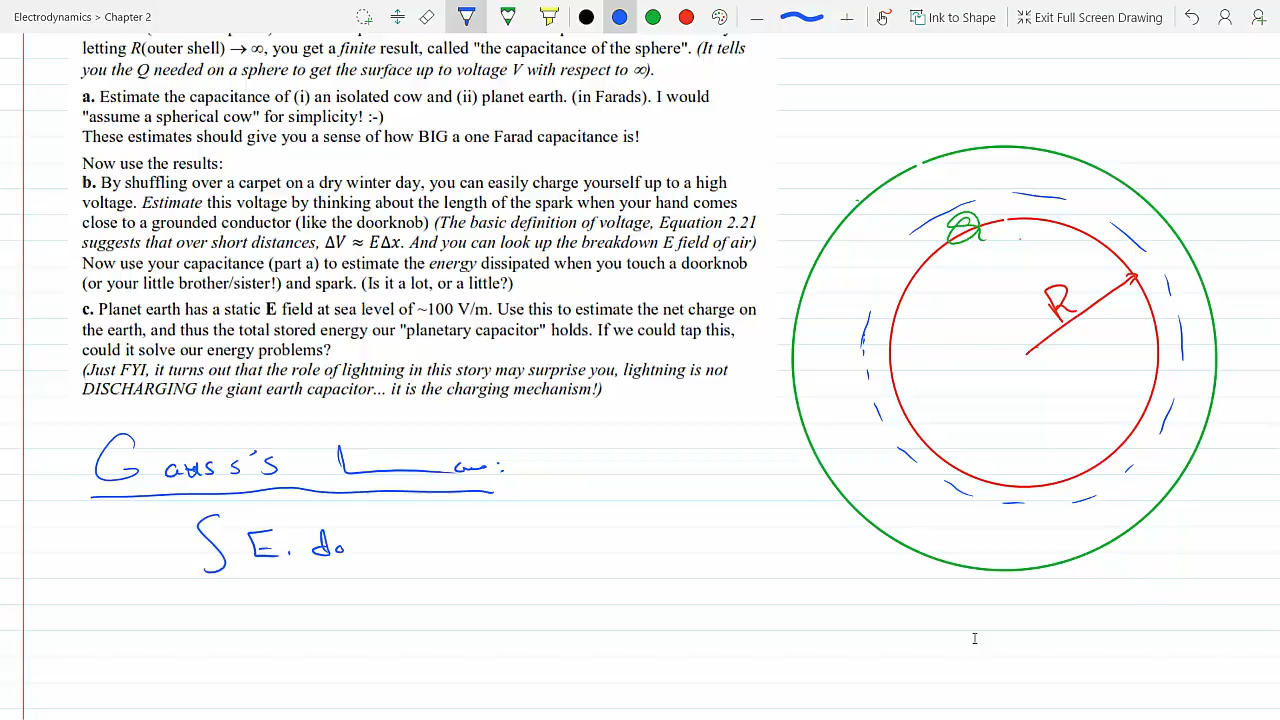 Electrodynamics > Chapter 2
Ink to Shape
Exit Full Screen Drawing
letting R(outer shell) → ∞, you get a finite result, called "the capacitance of the sphere". (It tells
you the Q needed on a sphere to get the surface up to voltage V with respect to ∞).
a. Estimate the capacitance of (i) an isolated cow and (ii) planet earth. (in Farads). I would
"assume a spherical cow" for simplicity! :-)
These estimates should give you a sense of how BIG a one Farad capacitance is!
Now use the results:
b. By shuffling over a carpet on a dry winter day, you can easily charge yourself up to a high
voltage. Estimate this voltage by thinking about the length of the spark when your hand comes
close to a grounded conductor (like the doorknob) (The basic definition of voltage, Equation 2.21
suggests that over short distances, ΔV ≈ EΔx. And you can look up the breakdown E field of air)
Now use your capacitance (part a) to estimate the energy dissipated when you touch a doorknob
(or your little brother/sister!) and spark. (Is it a lot, or a little?)
c. Planet earth has a static E field at sea level of ~100 V/m. Use this to estimate the net charge on
the earth, and thus the total stored energy our "planetary capacitor" holds. If we could tap this,
could it solve our energy problems?
(Just FYI, it turns out that the role of lightning in this story may surprise you, lightning is not
DISCHARGING the giant earth capacitor... it is the charging mechanism!)
Q
R
Gauss's Law:
∫ E. da